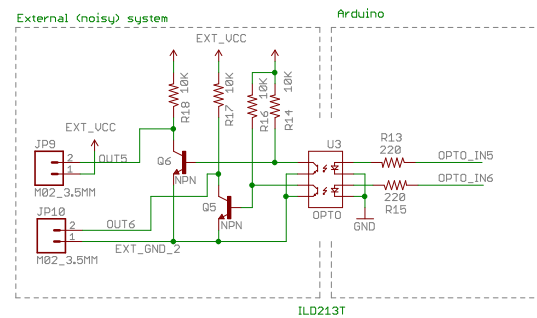 External (noisy) system
Arduino
EXT_VCC
R18 10K
R17 10K
R16 10K
R14 10K
EXT_VCC
JP9
2
1
OUT5
M02_3.5MM
Q6
NPN
U3
OPTO
R13
220
OPTO_IN5
OPTO_IN6
220
R15
GND
JP10
2
1
OUT6
M02_3.5MM
Q5
NPN
EXT_GND_2
ILD213T